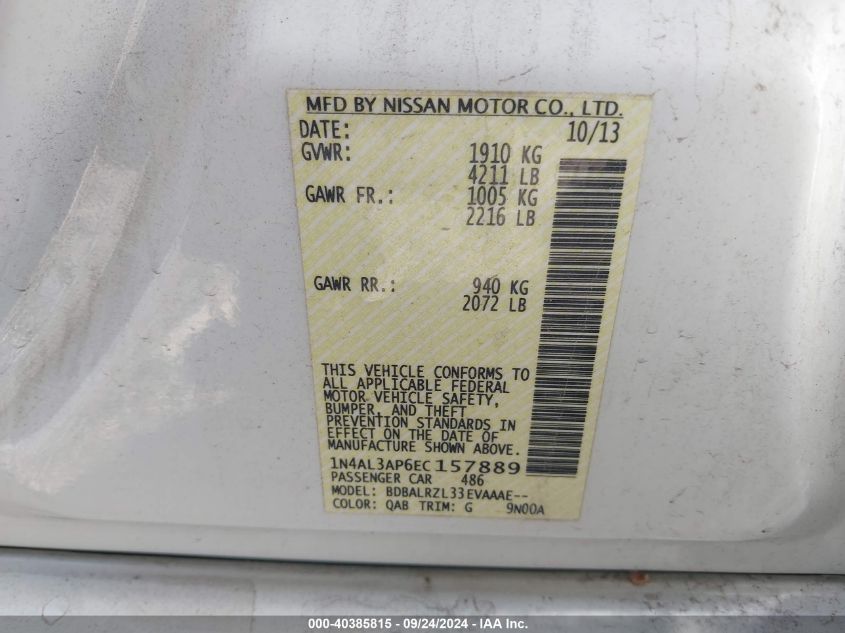 MFD BY NISSAN MOTOR CO., LTD.
DATE: 10/13
GVWR: 1910 KG
4211 LB
GAWR FR.: 1005 KG
2216 LB
GAWR RR.: 940 KG
2072 LB
THIS VEHICLE CONFORMS TO
ALL APPLICABLE FEDERAL
MOTOR VEHICLE SAFETY,
BUMPER, AND THEFT
PREVENTION STANDARDS IN
EFFECT ON THE DATE OF
MANUFACTURE SHOWN ABOVE.
1N4AL3AP6EC157889
PASSENGER CAR 486
MODEL: BDBALRZL33EVAAAE--
COLOR: QAB TRIM: G 9N00A
000-40385815 - 09/24/2024 - IAAI.com